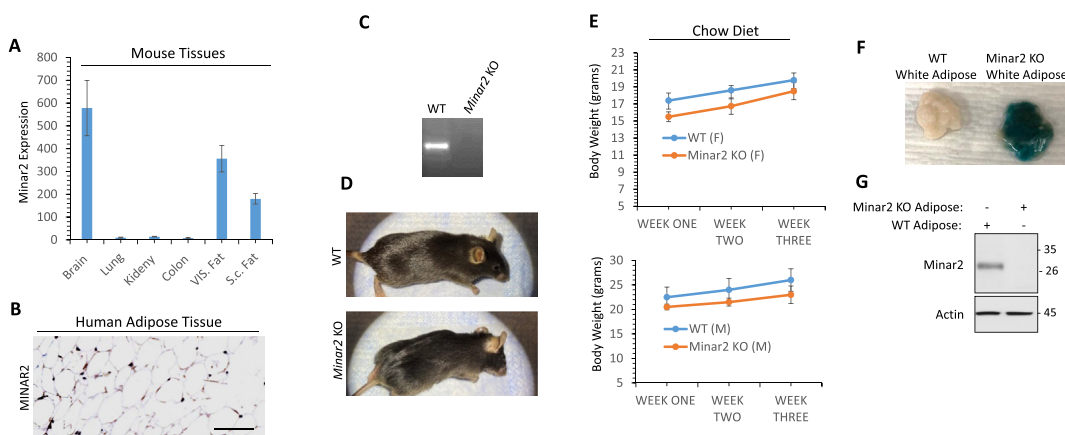 A
Mouse Tissues
Minar2 Expression
800
700
600
500
400
300
200
100
0
Brain
Lung
Kideny
Colon
VIS. Fat
S.c. Fat
B
Human Adipose Tissue
MINAR2
C
WT
Minar2 KO
D
WT
Minar2 KO
E
Chow Diet
Body Weight (grams)
23
21
19
17
15
13
11
9
7
5
WT (F)
Minar2 KO (F)
WEEK ONE
WEEK TWO
WEEK THREE
Body Weight (grams)
30
25
20
15
10
5
WT (M)
Minar2 KO (M)
WEEK ONE
WEEK TWO
WEEK THREE
F
WT
White Adipose
Minar2 KO
White Adipose
G
Minar2 KO Adipose: - +
WT Adipose: + -
Minar2
35
26
Actin
45